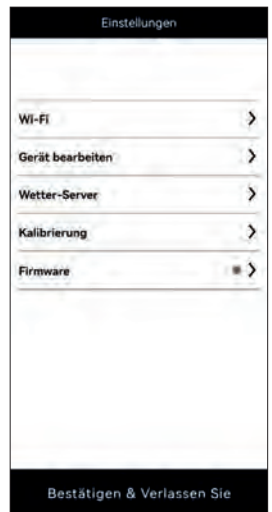 Einstellungen
Wi-Fi
Gerät bearbeiten
Wetter-Server
Kalibrierung
Firmware
Bestätigen & Verlassen Sie